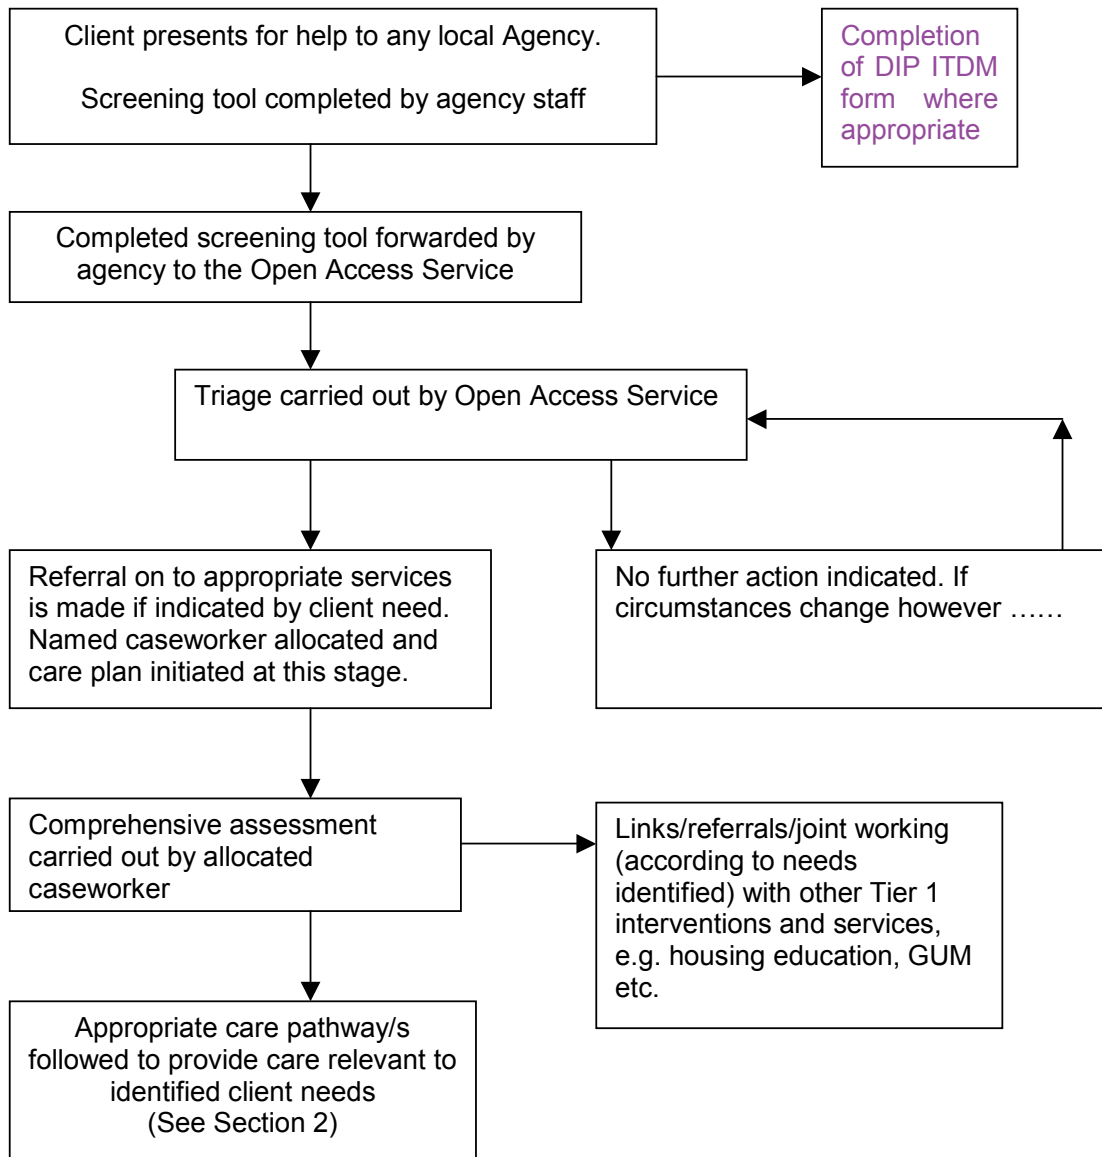 Client presents for help to any local Agency.
Screening tool completed by agency staff
Completion
of DIP ITDM
form where
appropriate
Completed screening tool forwarded by
agency to the Open Access Service
Triage carried out by Open Access Service
Referral on to appropriate services
is made if indicated by client need.
Named caseworker allocated and
care plan initiated at this stage.
No further action indicated. If
circumstances change however ……
Comprehensive assessment
carried out by allocated
caseworker
Links/referrals/joint working
(according to needs
identified) with other Tier 1
interventions and services,
e.g. housing education, GUM
etc.
Appropriate care pathway/s
followed to provide care relevant to
identified client needs
(See Section 2)